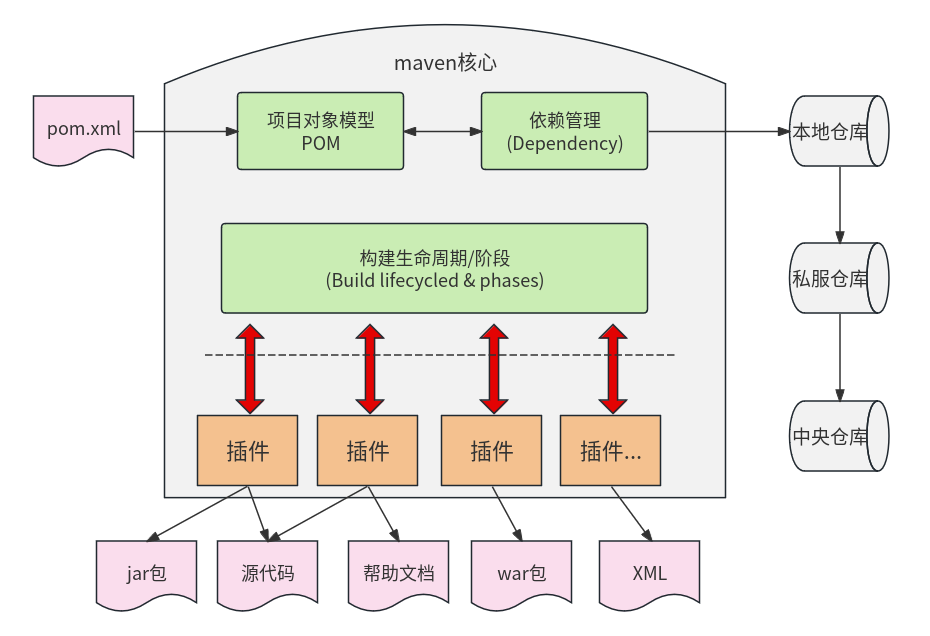 maven核心
pom.xml
项目对象模型
POM
依赖管理
(Dependency)
本地仓库
构建生命周期/阶段
(Build lifecycled & phases)
私服仓库
插件
插件
插件
插件...
中央仓库
jar包
源代码
帮助文档
war包
XML